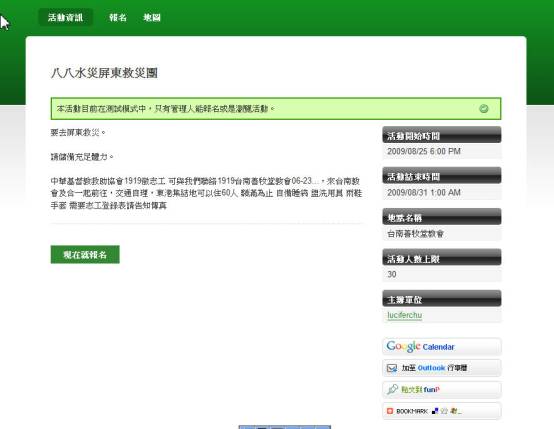 活動資訊 報名 地圖
八八水災屏東救災團
本活動目前在測試模式中，只有管理人能報名或是瀏覽活動。
要去屏東救災。
請儲備充足體力。
中華基督教救助協會1919徵志工 可與我們聯絡1919台南善牧堂教會06-23...，來台南教
會及合一起前往，交通自理，東港集結地可以住60人 額滿為止 自備睡袋 盥洗用具 雨鞋
手套 需要志工登錄表請告知傳真
現在就報名
活動開始時間
2009/08/25 6:00 PM
活動結束時間
2009/08/31 1:00 AM
地點名稱
台南善牧堂教會
活動人數上限
30
主辦單位
luciferchu
Google Calendar
加至 Outlook 行事曆
貼文到 funP
BOOKMARK